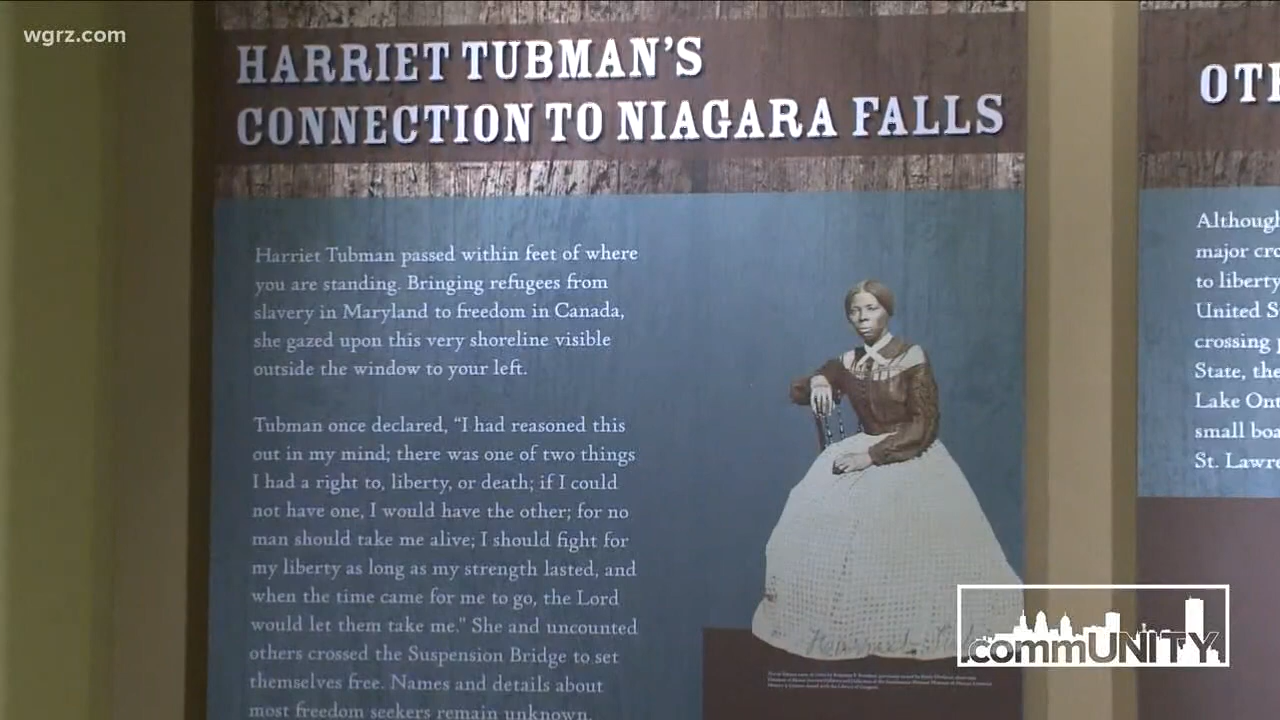 wgrz.com
HARRIET TUBMAN'S
CONNECTION TO NIAGARA FALLS
Harriet Tubman passed within feet of where
you are standing. Bringing refugees from
slavery in Maryland to freedom in Canada,
she gazed upon this very shoreline visible
outside the window to your left.
Tubman once declared, “I had reasoned this
out in my mind; there was one of two things
I had a right to, liberty, or death; if I could
not have one, I would have the other; for no
man should take me alive; I should fight for
my liberty as long as my strength lasted, and
when the time came for me to go, the Lord
would let them take me.” She and uncounted
others crossed the Suspension Bridge to set
themselves free. Names and details about
most freedom seekers remain unknown.
OTH
Although
major cro
to liberty
United S
crossing p
State, the
Lake Ont
small boa
St. Lawre
commUNITY